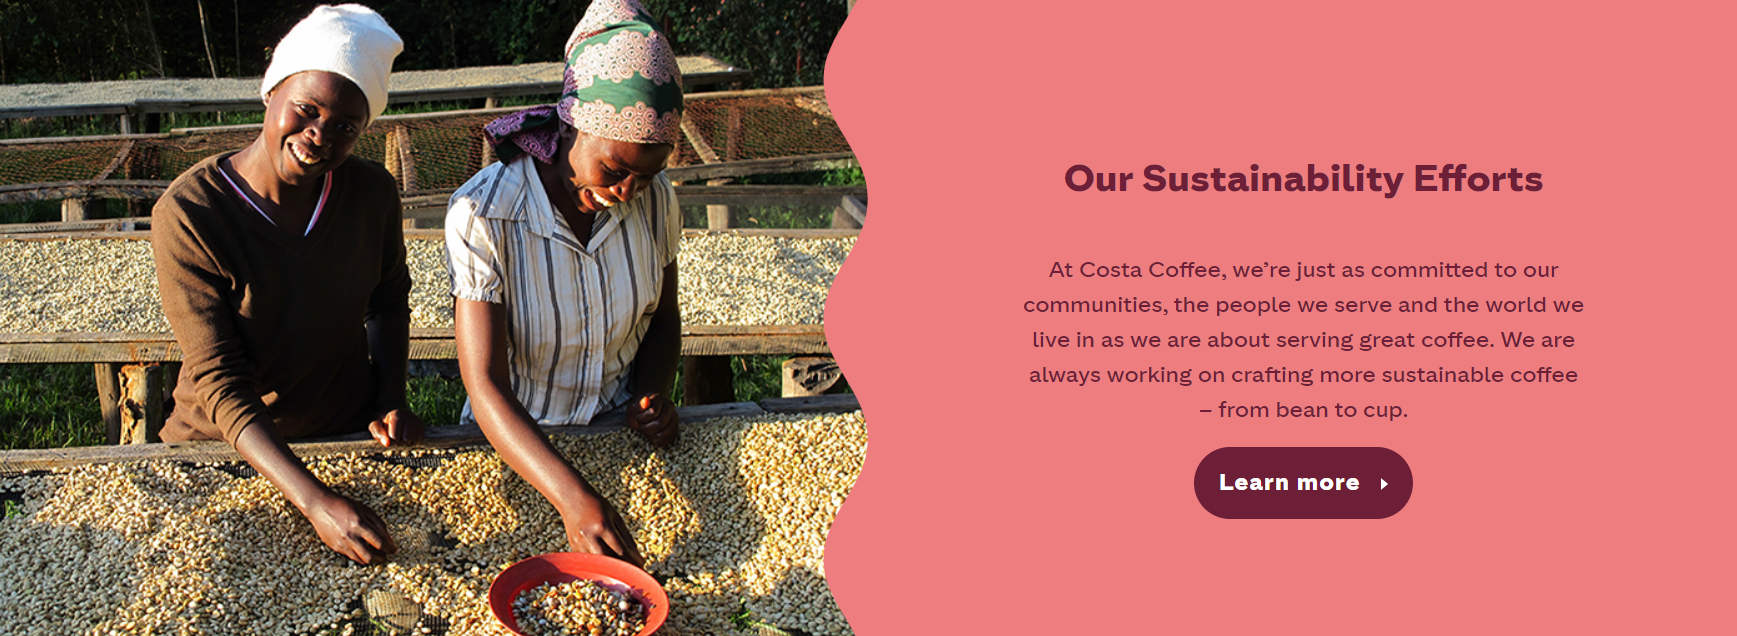 Our Sustainability Efforts
At Costa Coffee, we’re just as committed to our
communities, the people we serve and the world we
live in as we are about serving great coffee. We are
always working on crafting more sustainable coffee
– from bean to cup.
Learn more